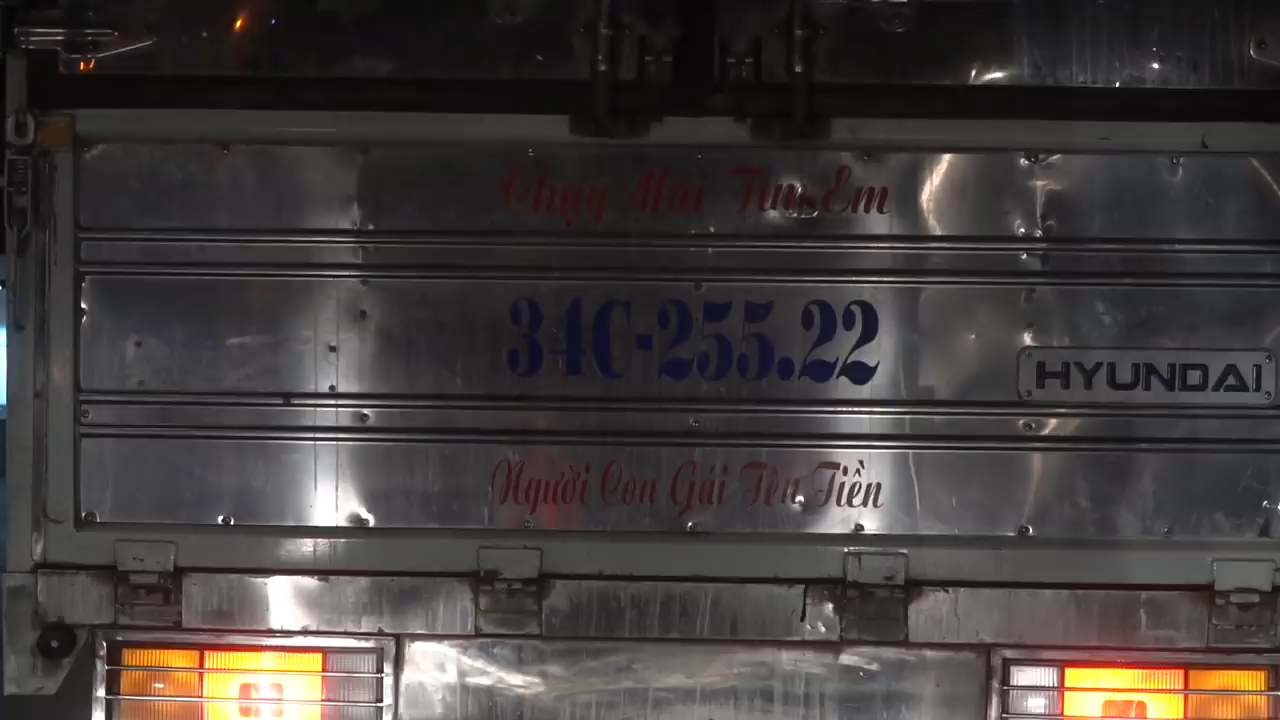 Chạy Mãi Tìm Em
34C-255.22
HYUNDAI
Người Con Gái Tên Tiền